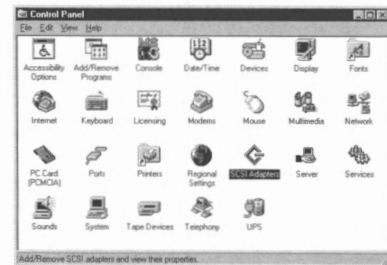 Control Panel
File Edit View Help
Accessibility Options
Add/Remove Programs
Console
Date/Time
Devices
Display
Fonts
Internet
Keyboard
Licensing
Modems
Mouse
Multimedia
Network
PC Card (PCMCIA)
Ports
Printers
Regional Settings
SCSI Adapters
Server
Services
Sounds
System
Tape Devices
Telephony
UPS
Add/Remove SCSI adapters and view their properties.